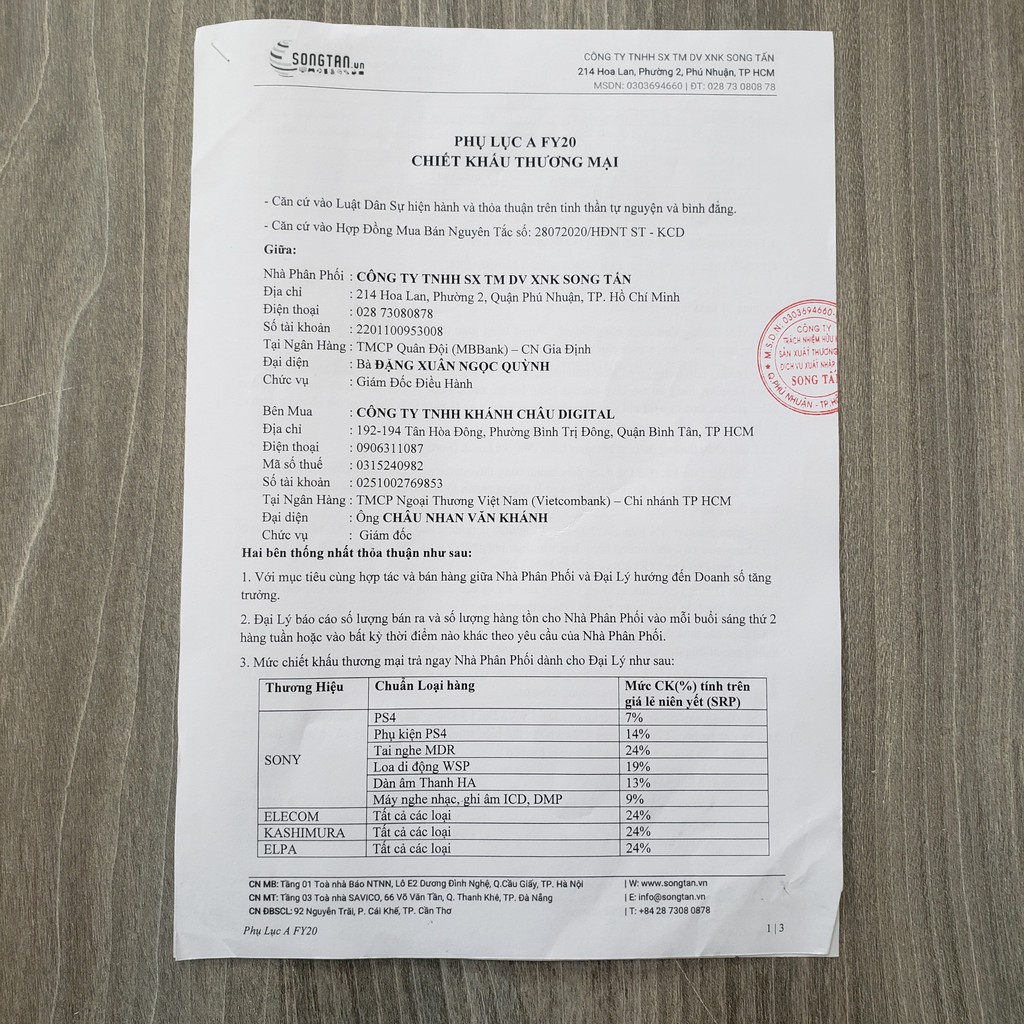 SONGTAN.vn
CÔNG TY TNHH SX TM DV XNK SONG TẤN
214 Hoa Lan, Phường 2, Phú Nhuận, TP HCM
MSDN: 0303694660 | ĐT: 028 73 0808 78
PHỤ LỤC A FY20
CHIẾT KHẤU THƯƠNG MẠI
- Căn cứ vào Luật Dân Sự hiện hành và thỏa thuận trên tinh thần tự nguyện và bình đẳng.
- Căn cứ vào Hợp Đồng Mua Bán Nguyên Tắc số: 28072020/HĐNT ST - KCD
Giữa:
Nhà Phân Phối : CÔNG TY TNHH SX TM DV XNK SONG TẤN
Địa chỉ : 214 Hoa Lan, Phường 2, Quận Phú Nhuận, TP. Hồ Chí Minh
Điện thoại : 028 73080878
Số tài khoản : 2201100953008
Tại Ngân Hàng : TMCP Quân Đội (MBBank) – CN Gia Định
Đại diện : Bà ĐẶNG XUÂN NGỌC QUỲNH
Chức vụ : Giám Đốc Điều Hành
M.S.D.N: 0303694660
CÔNG TY
TRÁCH NHIỆM HỮU
SẢN XUẤT THƯƠNG
DỊCH VỤ XUẤT NHẬP
SONG TẤN
Q.PHÚ NHUẬN - TP.H
Bên Mua : CÔNG TY TNHH KHÁNH CHÂU DIGITAL
Địa chỉ : 192-194 Tân Hòa Đông, Phường Bình Trị Đông, Quận Bình Tân, TP HCM
Điện thoại : 0906311087
Mã số thuế : 0315240982
Số tài khoản : 0251002769853
Tại Ngân Hàng : TMCP Ngoại Thương Việt Nam (Vietcombank) – Chi nhánh TP HCM
Đại diện : Ông CHÂU NHAN VĂN KHÁNH
Chức vụ : Giám đốc
Hai bên thống nhất thỏa thuận như sau:
1. Với mục tiêu cùng hợp tác và bán hàng giữa Nhà Phân Phối và Đại Lý hướng đến Doanh số tăng
trưởng.
2. Đại Lý báo cáo số lượng bán ra và số lượng hàng tồn cho Nhà Phân Phối vào mỗi buổi sáng thứ 2
hàng tuần hoặc vào bất kỳ thời điểm nào khác theo yêu cầu của Nhà Phân Phối.
3. Mức chiết khấu thương mại trả ngay Nhà Phân Phối dành cho Đại Lý như sau:
Thương Hiệu Chuẩn Loại hàng Mức CK(%) tính trên
giá lẻ niên yết (SRP)
PS4 7%
Phụ kiện PS4 14%
Tai nghe MDR 24%
SONY Loa di động WSP 19%
Dàn âm Thanh HA 13%
Máy nghe nhạc, ghi âm ICD, DMP 9%
ELECOM Tất cả các loại 24%
KASHIMURA Tất cả các loại 24%
ELPA Tất cả các loại 24%
CN MB: Tầng 01 Toà nhà Báo NTNN, Lô E2 Dương Đình Nghệ, Q.Cầu Giấy, TP. Hà Nội | W: www.songtan.vn
CN MT: Tầng 03 Toà nhà SAVICO, 66 Võ Văn Tần, Q. Thanh Khê, TP. Đà Nẵng | E: info@songtan.vn
CN ĐBSCL: 92 Nguyễn Trãi, P. Cái Khế, TP. Cần Thơ | T: +84 28 7308 0878
Phụ Lục A FY20 1 | 3